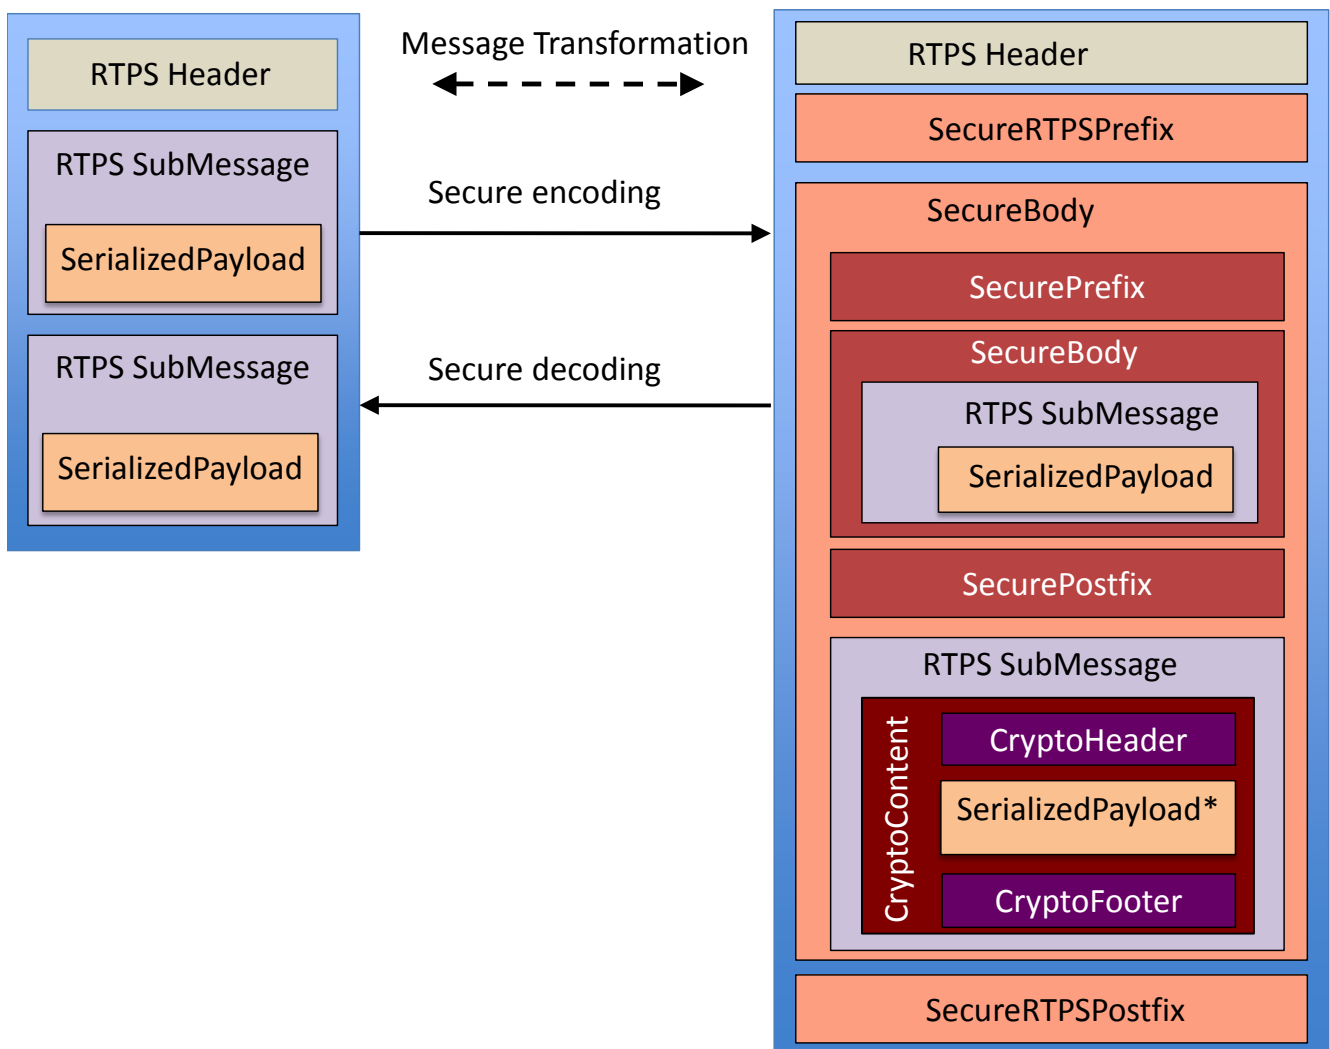 RTPS Header
RTPS SubMessage
SerializedPayload
RTPS SubMessage
SerializedPayload
Message Transformation
Secure encoding
Secure decoding
RTPS Header
SecureRTPSPrefix
SecureBody
SecurePrefix
SecureBody
RTPS SubMessage
SerializedPayload
SecurePostfix
RTPS SubMessage
CryptoContent
CryptoHeader
SerializedPayload*
CryptoFooter
SecureRTPSPostfix